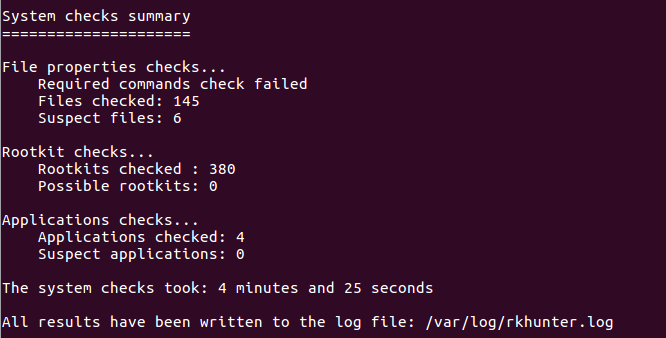 System checks summary
=====================
File properties checks...
Required commands check failed
Files checked: 145
Suspect files: 6
Rootkit checks...
Rootkits checked : 380
Possible rootkits: 0
Applications checks...
Applications checked: 4
Suspect applications: 0
The system checks took: 4 minutes and 25 seconds
All results have been written to the log file: /var/log/rkhunter.log